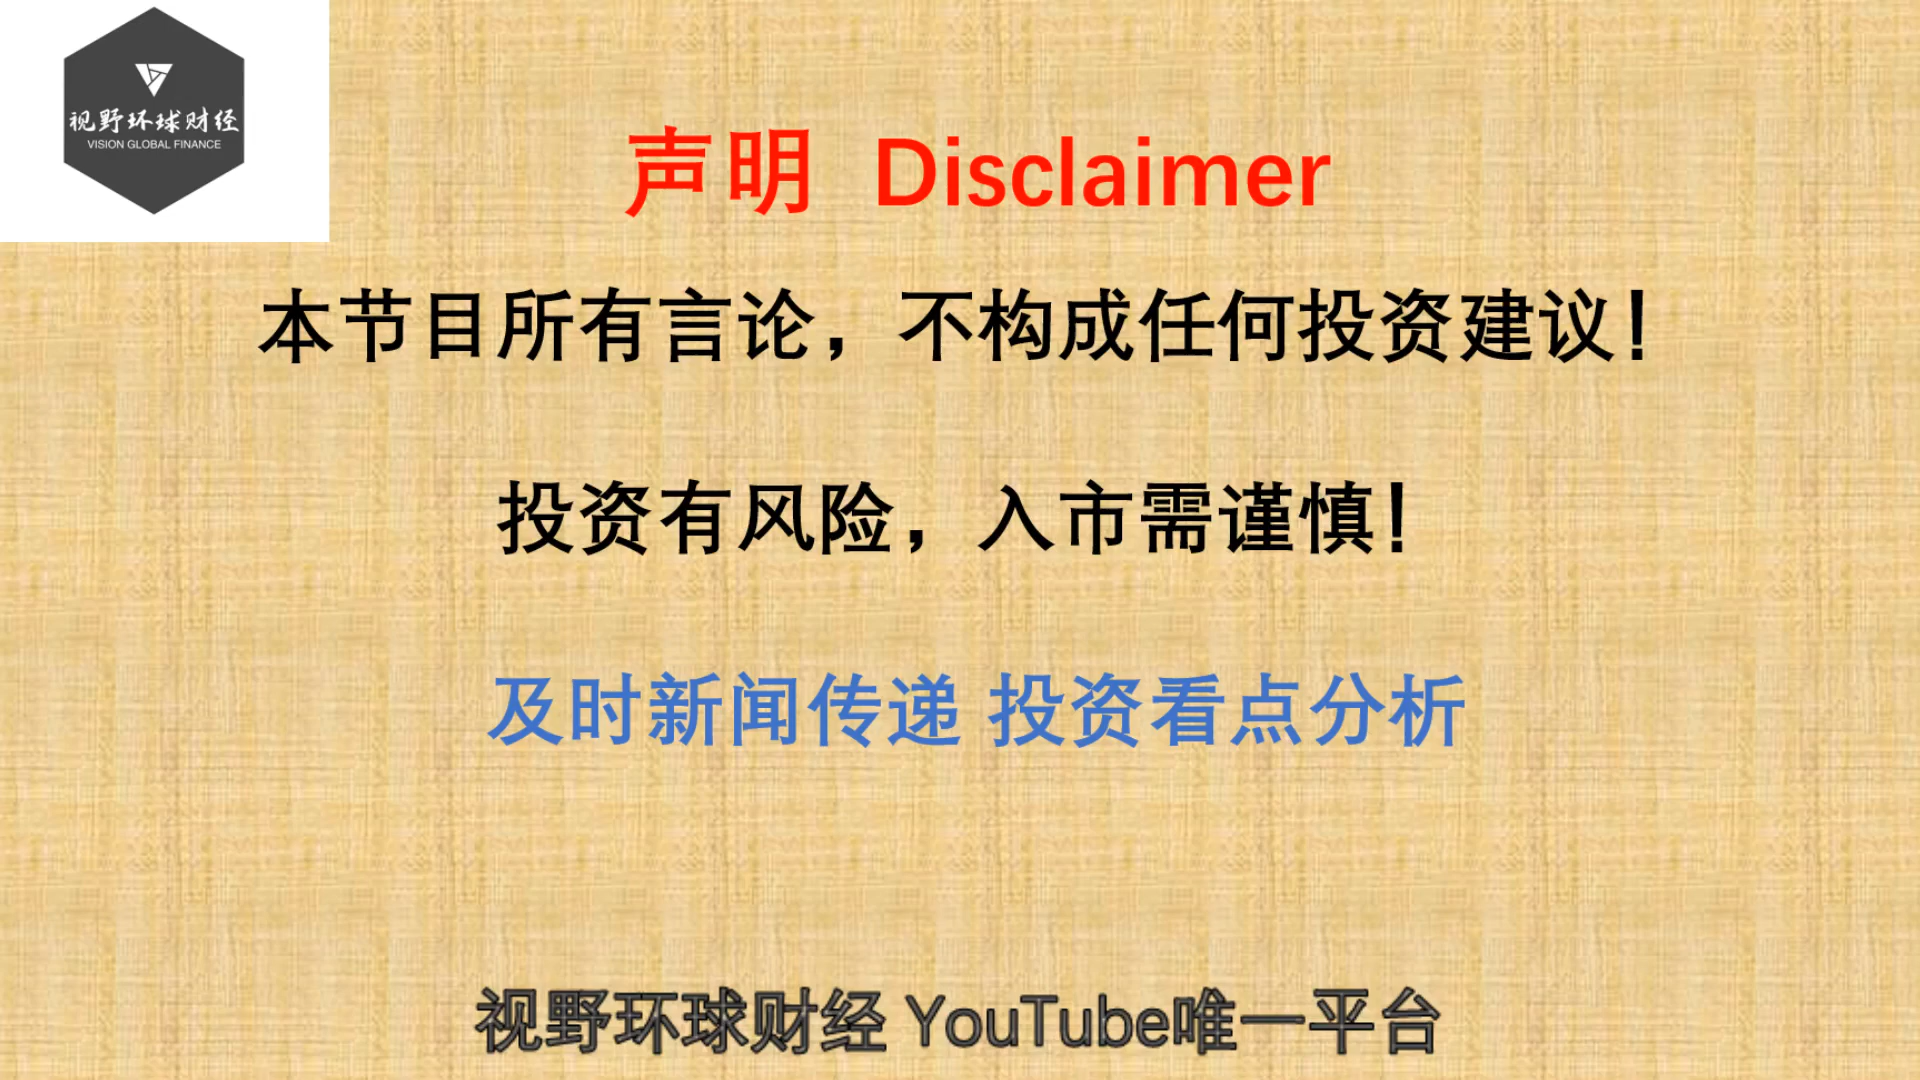 视野环球财经
VISION GLOBAL FINANCE
声明 Disclaimer
本节目所有言论，不构成任何投资建议！
投资有风险，入市需谨慎！
及时新闻传递 投资看点分析
视野环球财经 YouTube唯一平台